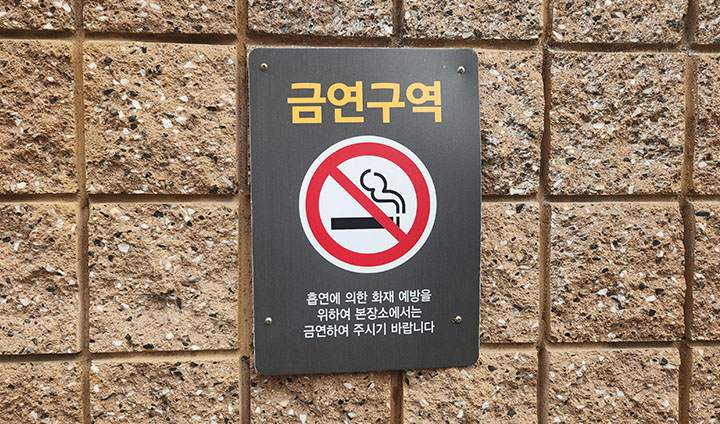 금연구역
흡연에 의한 화재 예방을
위하여 본장소에서는
금연하여 주시기 바랍니다